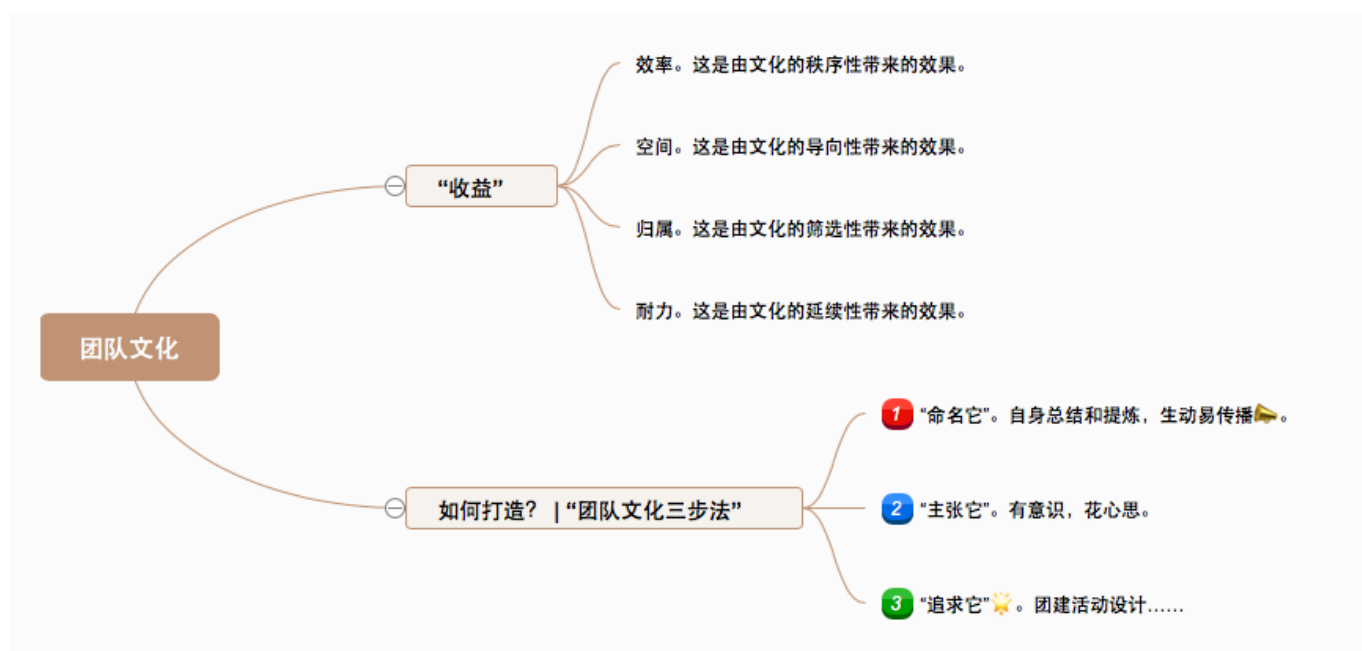 团队文化
“收益”
效率。这是由文化的秩序性带来的效果。
空间。这是由文化的导向性带来的效果。
归属。这是由文化的筛选性带来的效果。
耐力。这是由文化的延续性带来的效果。
如何打造？ | “团队文化三步法”
1 “命名它”。自身总结和提炼，生动易传播📣。
2 “主张它”。有意识，花心思。
3 “追求它”🌟。团建活动设计……